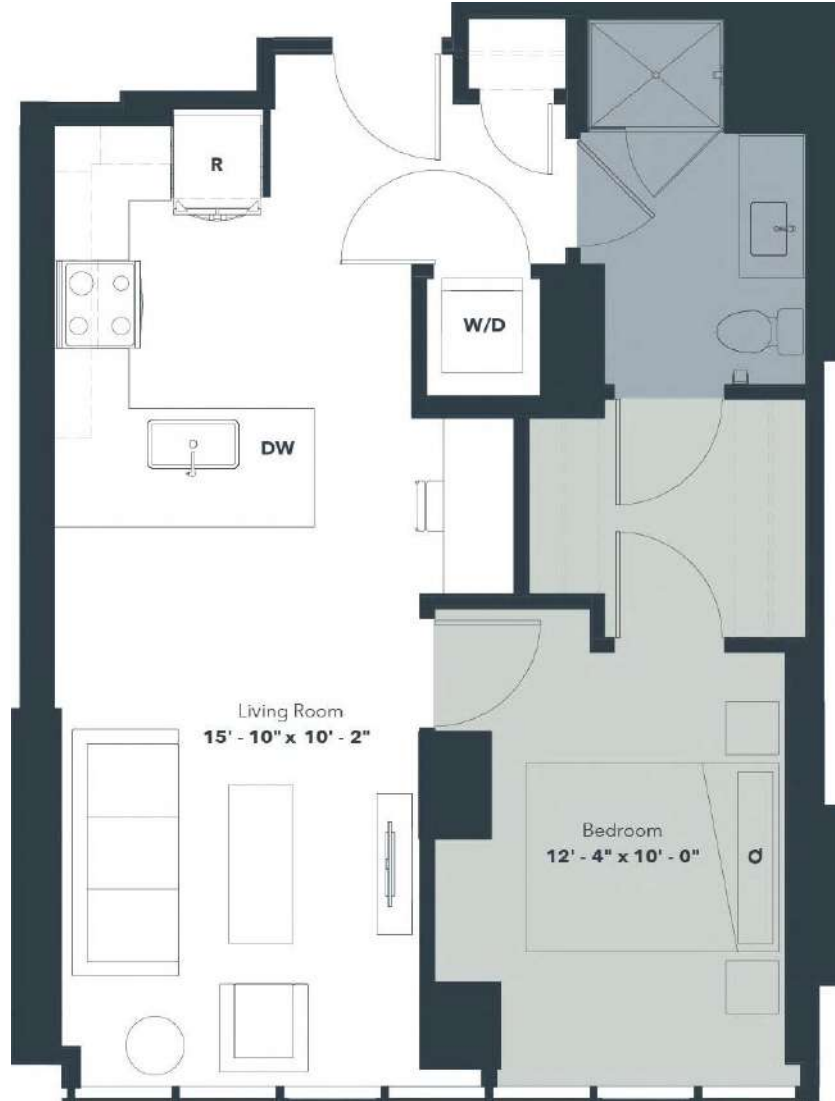 R
W/D
DW
Living Room
15' - 10" x 10' - 2"
Bedroom
12' - 4" x 10' - 0"
Q